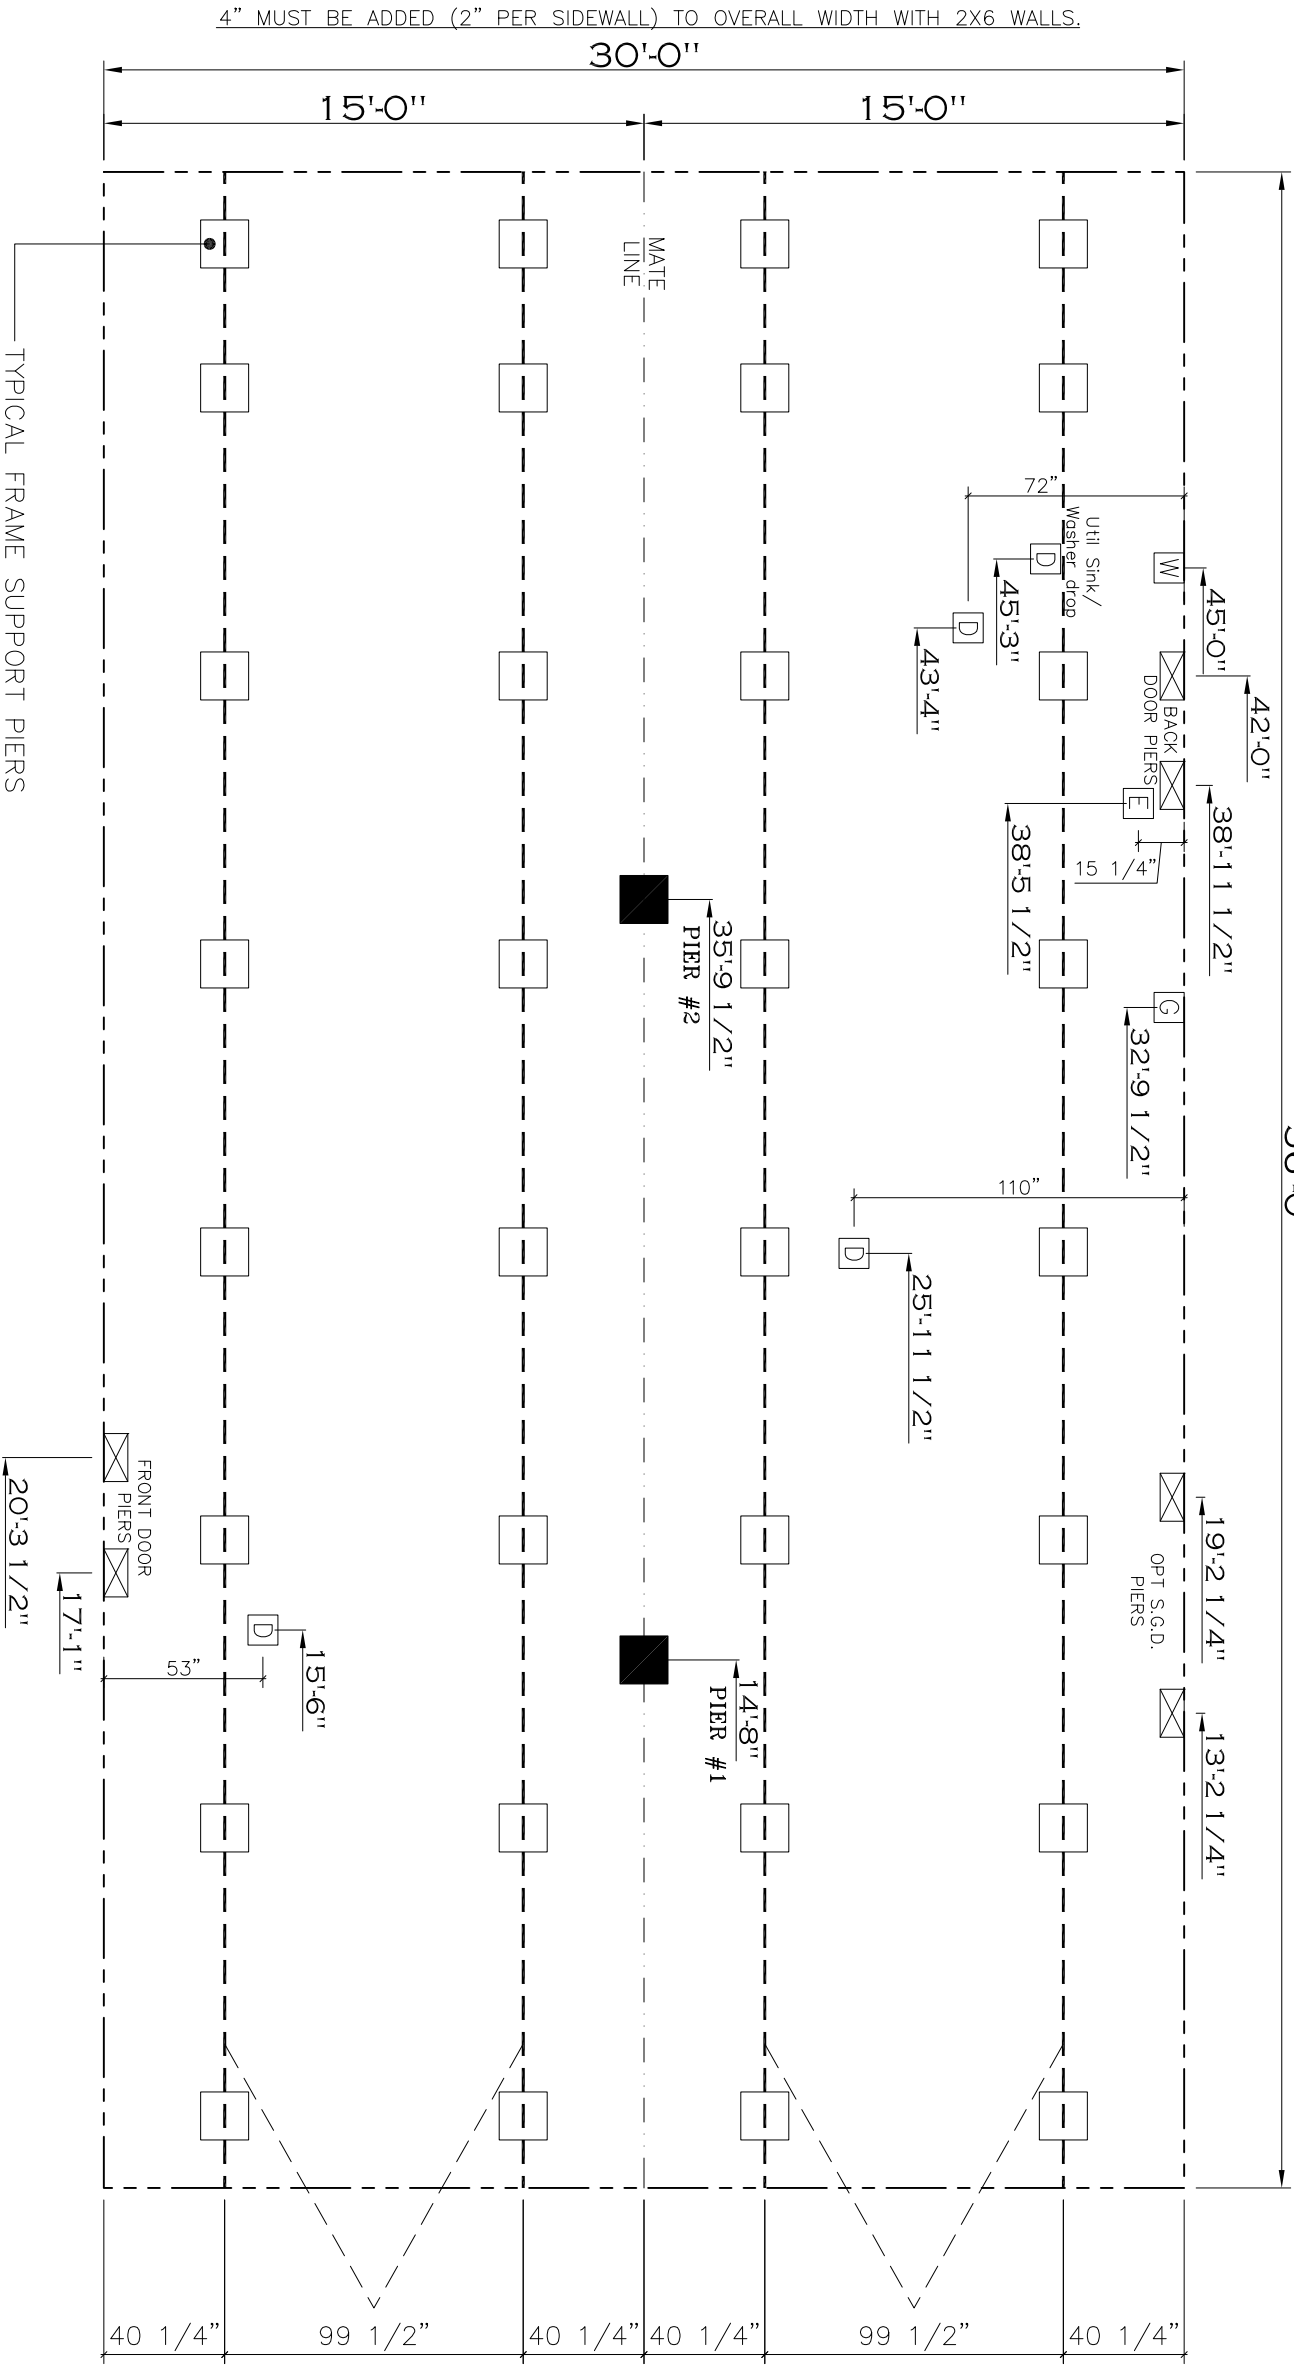 4” MUST BE ADDED (2” PER SIDEWALL) TO OVERALL WIDTH WITH 2X6 WALLS.
30'-0"
15'-0"
15'-0"
MATE
LINE
TYPICAL FRAME SUPPORT PIERS
72”
Util Sink/
Washer drop
W
D
D
45'-0"
45'-3"
43'-4"
42'-0"
BACK
DOOR PIERS
E
38'-11 1/2"
38'-5 1/2"
15 1/4”
35'-9 1/2"
PIER #2
G
32'-9 1/2"
110”
D
25'-11 1/2"
FRONT DOOR
PIERS
20'-3 1/2"
17'-1"
D
15'-6"
53”
19'-2 1/4"
OPT S.G.D.
PIERS
13'-2 1/4"
14'-8"
PIER #1
40 1/4”
99 1/2”
40 1/4”
40 1/4”
99 1/2”
40 1/4”